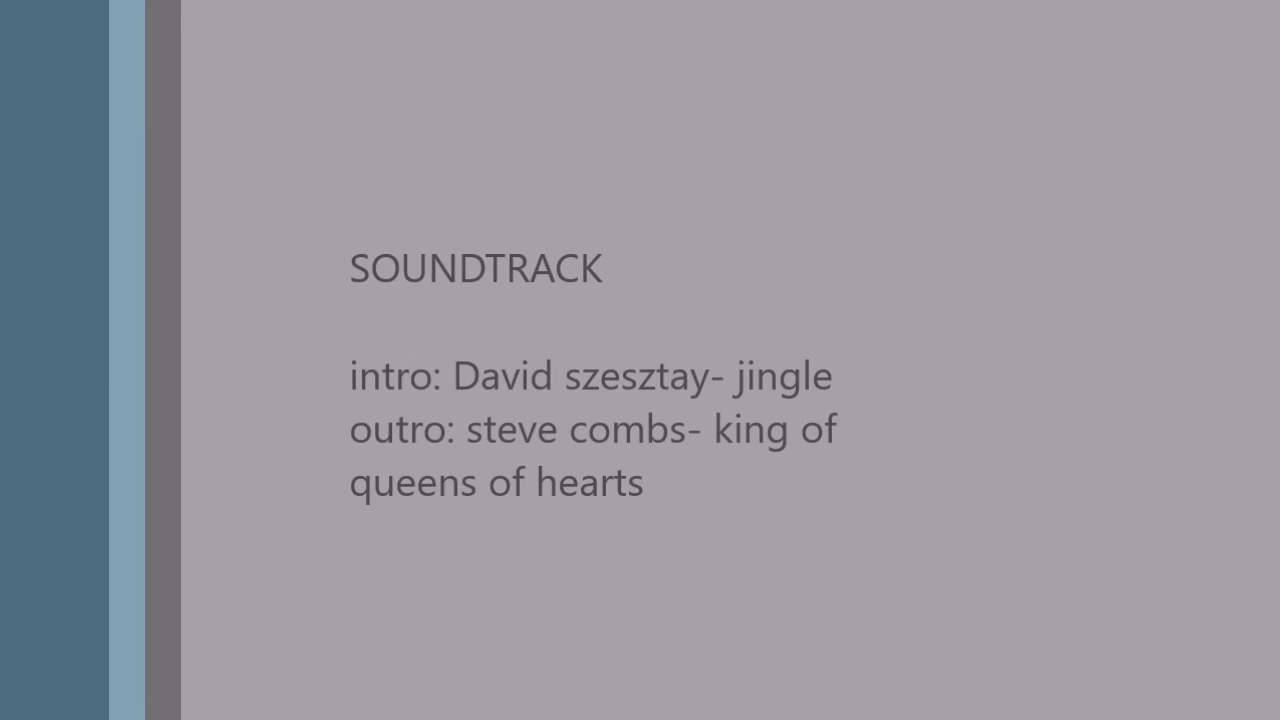 SOUNDTRACK
intro: David szesztay- jingle
outro: steve combs- king of
queens of hearts